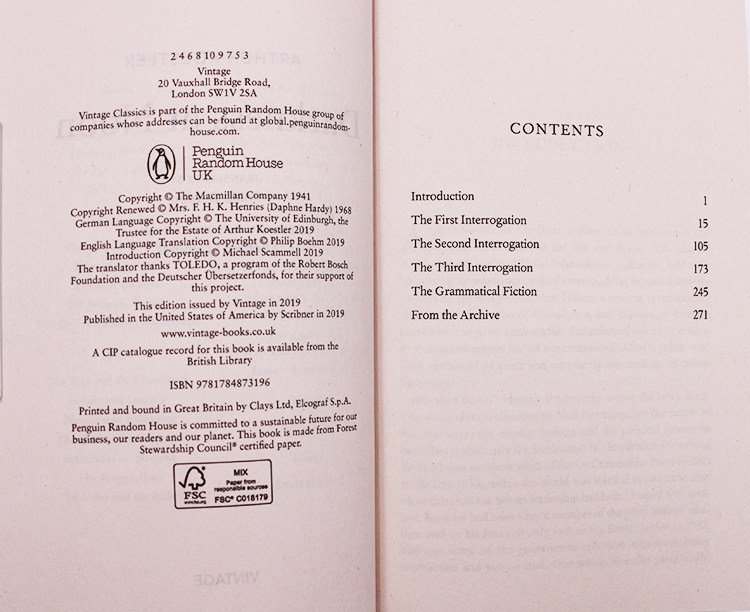 2 4 6 8 10 9 7 5 3
Vintage
20 Vauxhall Bridge Road,
London SW1V 2SA
Vintage Classics is part of the Penguin Random House group of
companies whose addresses can be found at global.penguinrandom-
house.com.
Penguin
Random House
UK
Copyright © The Macmillan Company 1941
Copyright Renewed © Mrs. F. H. K. Henries (Daphne Hardy) 1968
German Language Copyright © The University of Edinburgh, the
Trustee for the Estate of Arthur Koestler 2019
English Language Translation Copyright © Philip Boehm 2019
Introduction Copyright © Michael Scammell 2019
The translator thanks TOLEDO, a program of the Robert Bosch
Foundation and the Deutscher Übersetzerfonds, for their support of
this project.
This edition issued by Vintage in 2019
Published in the United States of America by Scribner in 2019
www.vintage-books.co.uk
A CIP catalogue record for this book is available from the
British Library
ISBN 9781784873196
Printed and bound in Great Britain by Clays Ltd, Elcograf S.p.A.
Penguin Random House is committed to a sustainable future for our
business, our readers and our planet. This book is made from Forest
Stewardship Council® certified paper.
FSC
www.fsc.org
MIX
Paper from
responsible sources
FSC® C018179
CONTENTS
Introduction 1
The First Interrogation 15
The Second Interrogation 105
The Third Interrogation 173
The Grammatical Fiction 245
From the Archive 271